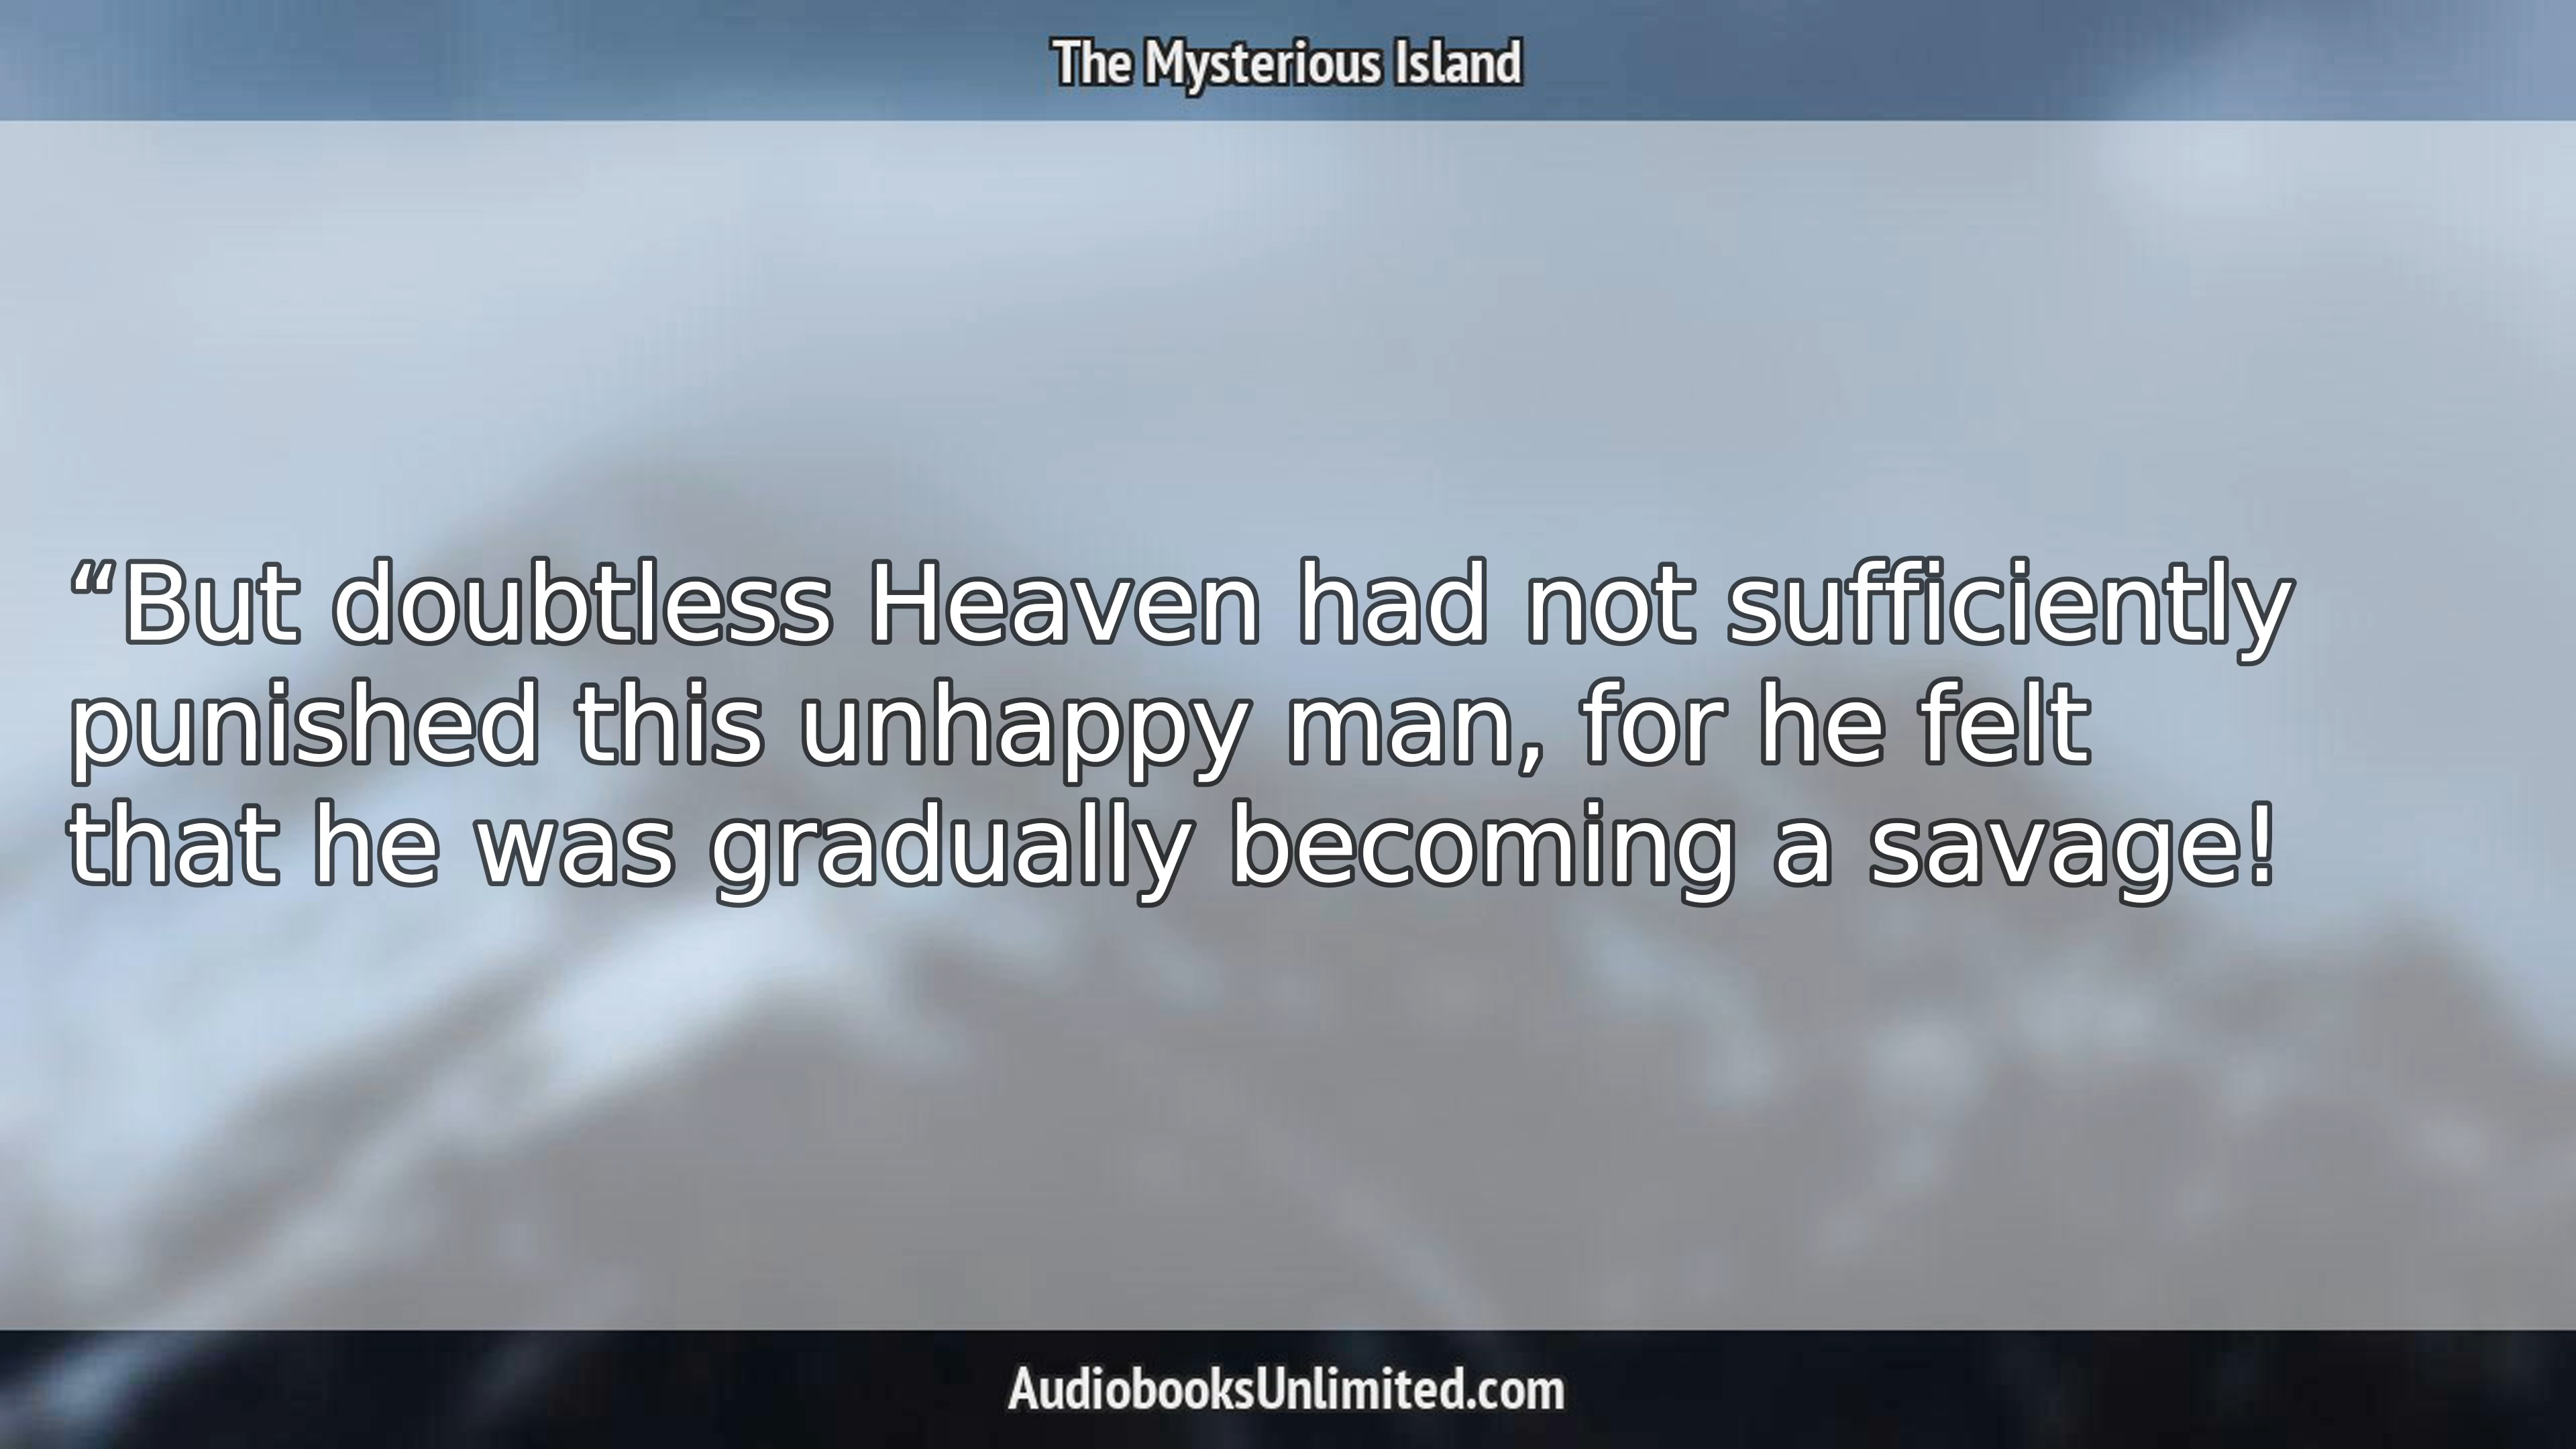 The Mysterious Island
“But doubtless Heaven had not sufficiently
punished this unhappy man, for he felt
that he was gradually becoming a savage!
AudiobooksUnlimited.com